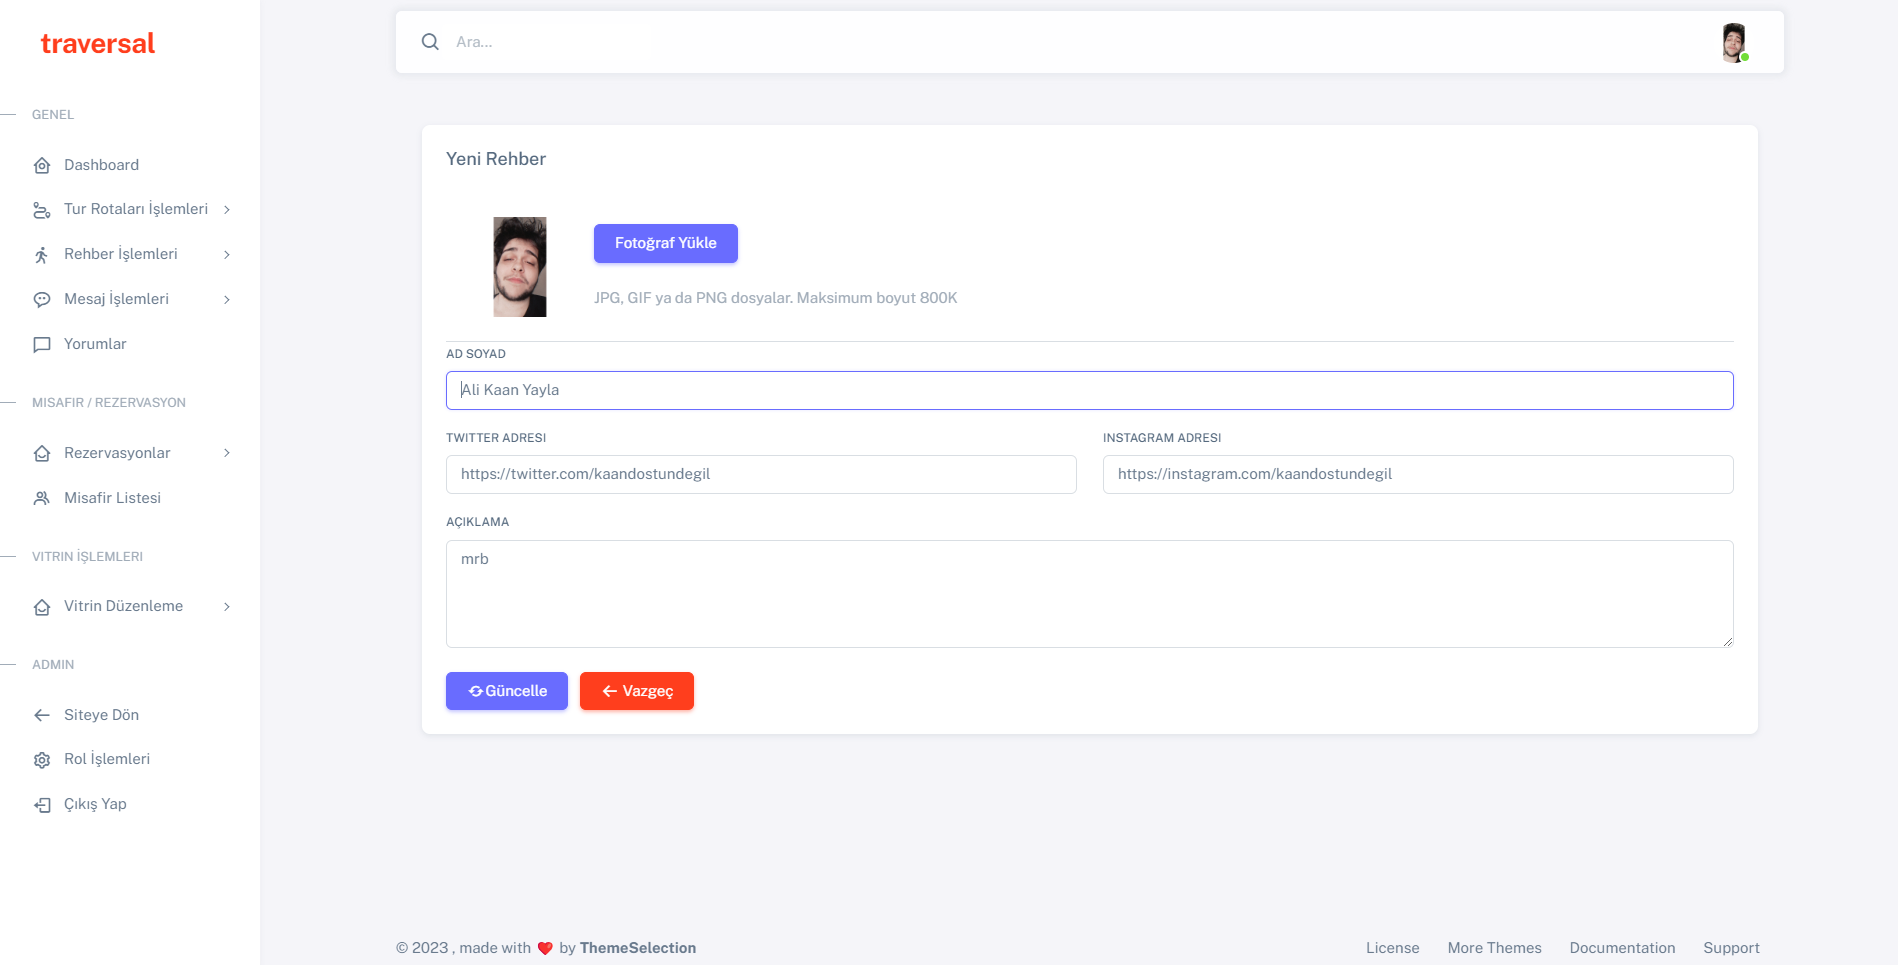 traversal
Ara...
GENEL
Dashboard
Tur Rotaları İşlemleri
Rehber İşlemleri
Mesaj İşlemleri
Yorumlar
MISAFIR / REZERVASYON
Rezervasyonlar
Misafir Listesi
VITRIN İŞLEMLERI
Vitrin Düzenleme
ADMIN
Siteye Dön
Rol İşlemleri
Çıkış Yap
Yeni Rehber
Fotoğraf Yükle
JPG, GIF ya da PNG dosyalar. Maksimum boyut 800K
AD SOYAD
Ali Kaan Yayla
TWITTER ADRESI
INSTAGRAM ADRESI
https://twitter.com/kaandostundegil
https://instagram.com/kaandostundegil
AÇIKLAMA
mrb
Güncelle
Vazgeç
© 2023 , made with ❤️ by ThemeSelection
License
More Themes
Documentation
Support